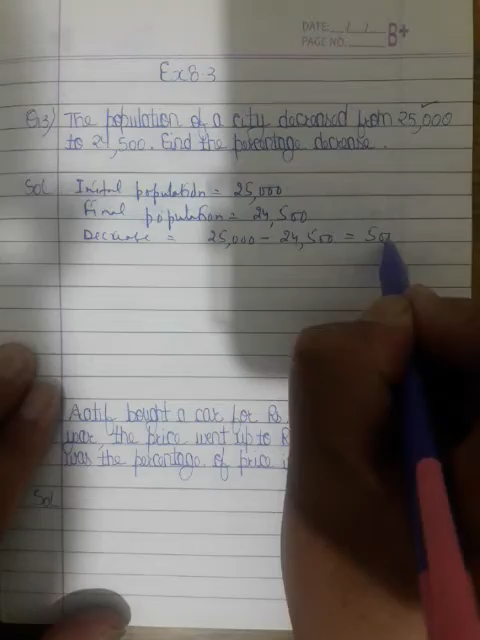 DATE / /
PAGE NO. B+
Ex 8.3
Q3) The population of a city decreased from 25,000
to 24,500. Find the percentage decrease.
Sol Initial population = 25,000
Final population = 24,500
Decrease = 25,000 - 24,500 = 500
bought a car for Rs.
year, the price went up to R
was the percentage of price i
Sol